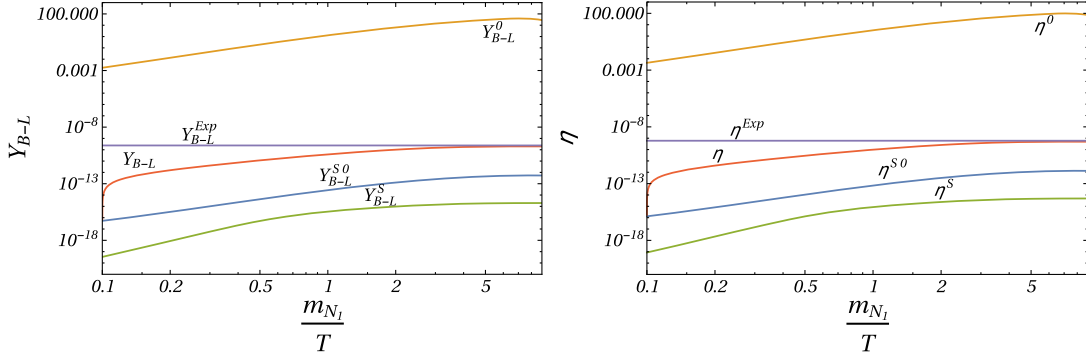 100.000
0.001
10^-8
10^-13
10^-18
Y_{B-L}
Y^0_{B-L}
Y^{Exp}_{B-L}
Y_{B-L}
Y^{S0}_{B-L}
Y^S_{B-L}
0.1 0.2 0.5 1 2 5
m_{N_1}
T
100.000
0.001
10^-8
10^-13
10^-18
η
η^0
η^{Exp}
η
η^{S0}
η^S
0.1 0.2 0.5 1 2 5
m_{N_1}
T